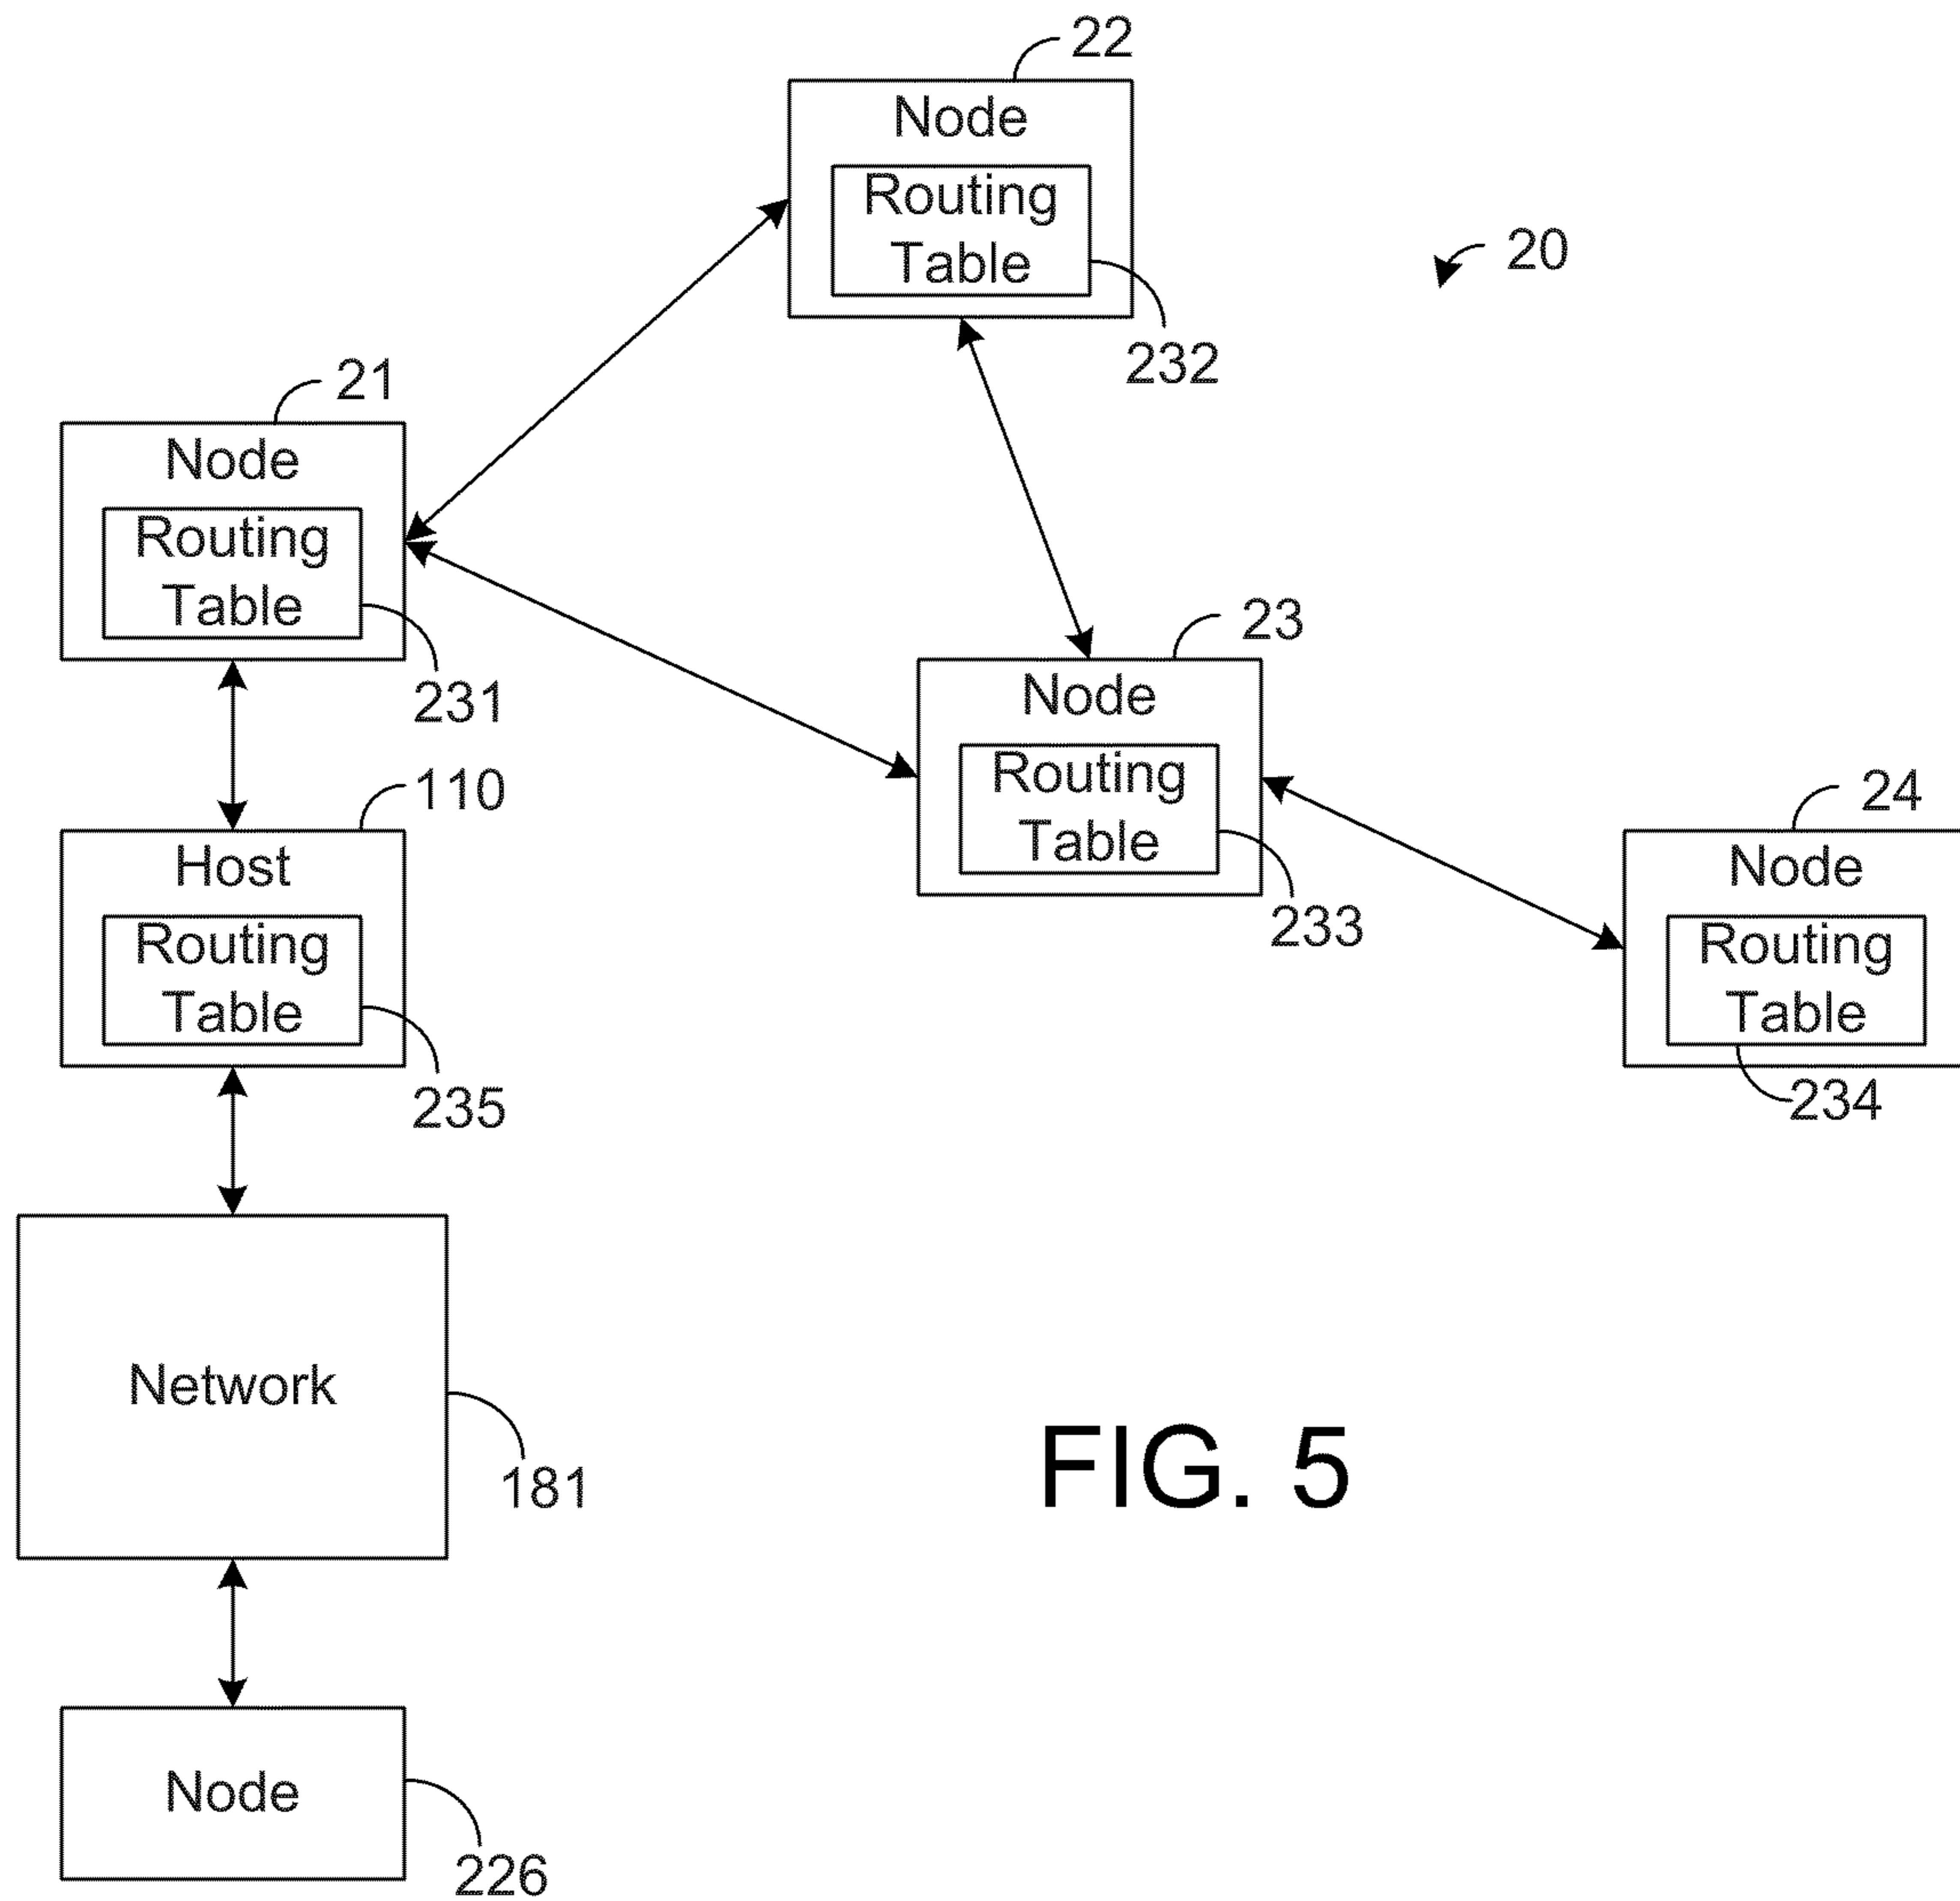 22
Node
Routing
Table
232
20
21
Node
Routing
Table
231
23
Node
Routing
Table
233
110
Host
Routing
Table
235
24
Node
Routing
Table
234
Network
181
FIG. 5
Node
226